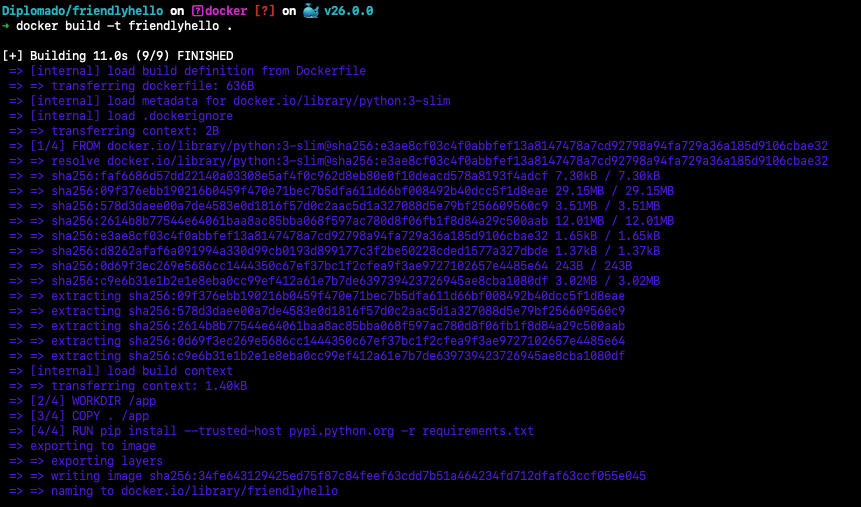 Diplomado/friendlyhello on docker [?] on 🐳 v26.0.0
➜ docker build -t friendlyhello .
[+] Building 11.0s (9/9) FINISHED
=> [internal] load build definition from Dockerfile
=> => transferring dockerfile: 636B
=> [internal] load metadata for docker.io/library/python:3-slim
=> [internal] load .dockerignore
=> => transferring context: 2B
=> [1/4] FROM docker.io/library/python:3-slim@sha256:e3ae8cf03c4f0abbfef13a8147478a7cd92798a94fa729a36a185d9106cbae32
=> => resolve docker.io/library/python:3-slim@sha256:e3ae8cf03c4f0abbfef13a8147478a7cd92798a94fa729a36a185d9106cbae32
=> => sha256:faf6686d57dd22140a03308e5af4f0c962d8eb80e0f10deacd578a8193f4adcf 7.30kB / 7.30kB
=> => sha256:09f376ebb190216b0459f470e71bec7b5dfa611d66bf008492b40dcc5f1d8eae 29.15MB / 29.15MB
=> => sha256:578d3daee00a7de4583e0d1816f57d0c2aac5d1a327088d5e79bf256609560c9 3.51MB / 3.51MB
=> => sha256:2614b8b77544e64061baa8ac85bba068f597ac780d8f06fb1f8d84a29c500aab 12.01MB / 12.01MB
=> => sha256:e3ae8cf03c4f0abbfef13a8147478a7cd92798a94fa729a36a185d9106cbae32 1.65kB / 1.65kB
=> => sha256:d8262afaf6a091994a330d99cb0193d899177c3f2be50228cded1577a327dbde 1.37kB / 1.37kB
=> => sha256:0d69f3ec269e5686cc1444350c67ef37bc1f2cfea9f3ae9727102657e4485e64 243B / 243B
=> => sha256:c9e6b31e1b2e1e8eba0cc99ef412a61e7b7de639739423726945ae8cba1080df 3.02MB / 3.02MB
=> => extracting sha256:09f376ebb190216b0459f470e71bec7b5dfa611d66bf008492b40dcc5f1d8eae
=> => extracting sha256:578d3daee00a7de4583e0d1816f57d0c2aac5d1a327088d5e79bf256609560c9
=> => extracting sha256:2614b8b77544e64061baa8ac85bba068f597ac780d8f06fb1f8d84a29c500aab
=> => extracting sha256:0d69f3ec269e5686cc1444350c67ef37bc1f2cfea9f3ae9727102657e4485e64
=> => extracting sha256:c9e6b31e1b2e1e8eba0cc99ef412a61e7b7de639739423726945ae8cba1080df
=> [internal] load build context
=> => transferring context: 1.40kB
=> [2/4] WORKDIR /app
=> [3/4] COPY . /app
=> [4/4] RUN pip install --trusted-host pypi.python.org -r requirements.txt
=> exporting to image
=> => exporting layers
=> => writing image sha256:34fe643129425ed75f87c84feef63cdd7b51a464234fd712dfaf63ccf055e045
=> => naming to docker.io/library/friendlyhello